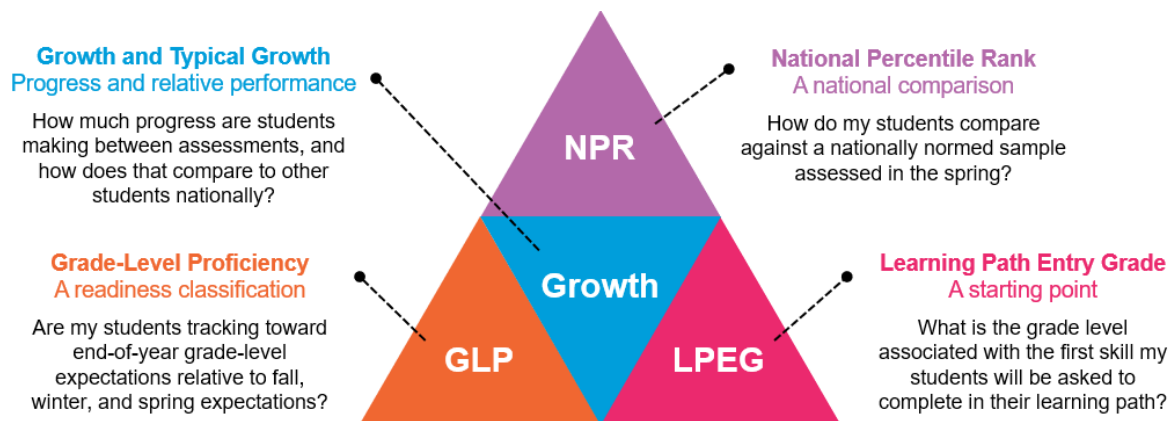 Growth and Typical Growth
Progress and relative performance
How much progress are students
making between assessments, and
how does that compare to other
students nationally?
National Percentile Rank
A national comparison
How do my students compare
against a nationally normed sample
assessed in the spring?
NPR
Grade-Level Proficiency
A readiness classification
Are my students tracking toward
end-of-year grade-level
expectations relative to fall,
winter, and spring expectations?
Growth
GLP
LPEG
Learning Path Entry Grade
A starting point
What is the grade level
associated with the first skill my
students will be asked to
complete in their learning path?